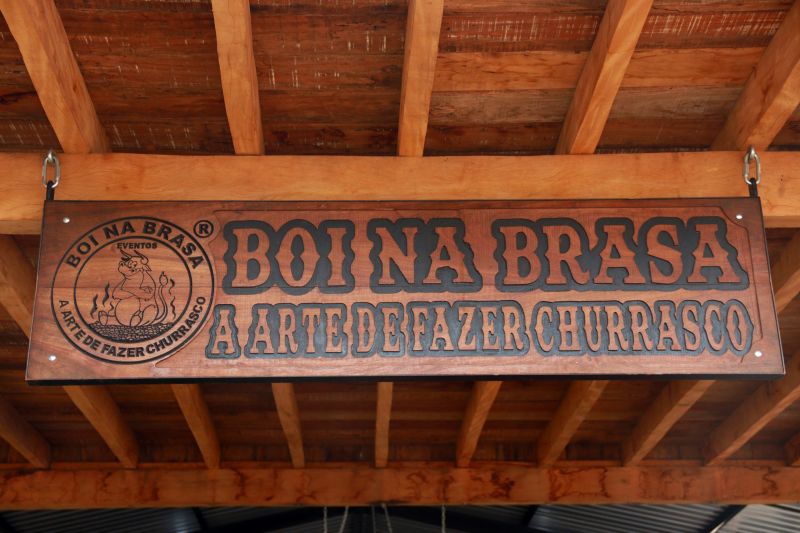 BOI NA BRASA ®
EVENTOS
A ARTE DE FAZER CHURRASCO
BOI NA BRASA
A ARTE DE FAZER CHURRASCO